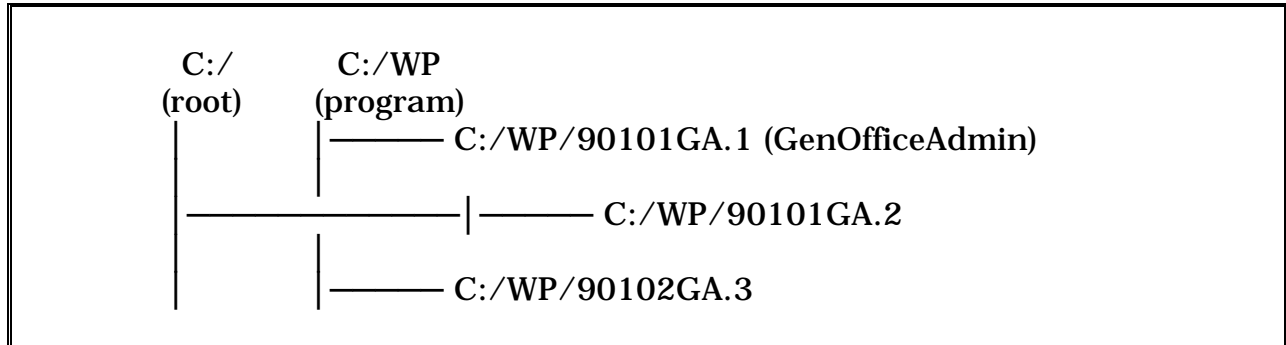 C:/ C:/WP
(root) (program)
C:/WP/90101GA.1 (GenOfficeAdmin)
C:/WP/90101GA.2
C:/WP/90102GA.3